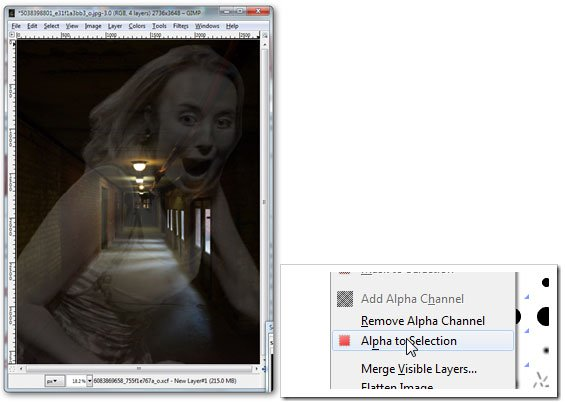 *5038398801_e31f1a3bb3_o.jpg-3.0 (RGB, 4 layers) 2736x3648 – GIMP
File Edit Select View Image Layer Colors Tools Filters Windows Help
px 18.2% 6083869658_755f1e767a_o.xcf - New Layer#1 (215.0 MB)
Add Alpha Channel
Remove Alpha Channel
Alpha to Selection
Merge Visible Layers...
Flatten Image